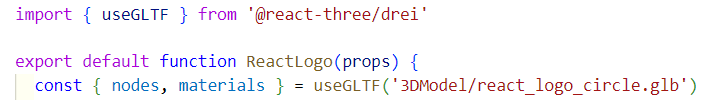 import { useGLTF } from '@react-three/drei'
export default function ReactLogo(props) {
const { nodes, materials } = useGLTF('3DModel/react_logo_circle.glb')